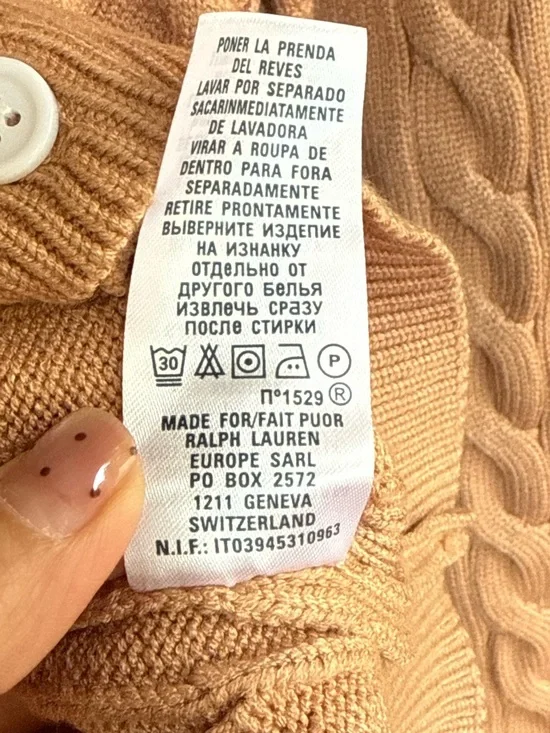 PONER LA PRENDA
DEL REVES
LAVAR POR SEPARADO
SACARINMEDIATAMENTE
DE LAVADORA
VIRAR A ROUPA DE
DENTRO PARA FORA
SEPARADAMENTE
RETIRE PRONTAMENTE
ВЫВЕРНИТЕ ИЗДЕПИЕ
НА ИЗНАНКУ
ОТДЕЛЬНО ОТ
ДРУГОГО БЕЛЬЯ
ИЗВЛЕЧЬ СРАЗУ
ПОСЛЕ СТИРКИ
30 P
П°1529 ®
MADE FOR/FAIT PUOR
RALPH LAUREN
EUROPE SARL
PO BOX 2572
1211 GENEVA
SWITZERLAND
N.I.F.: IT03945310963